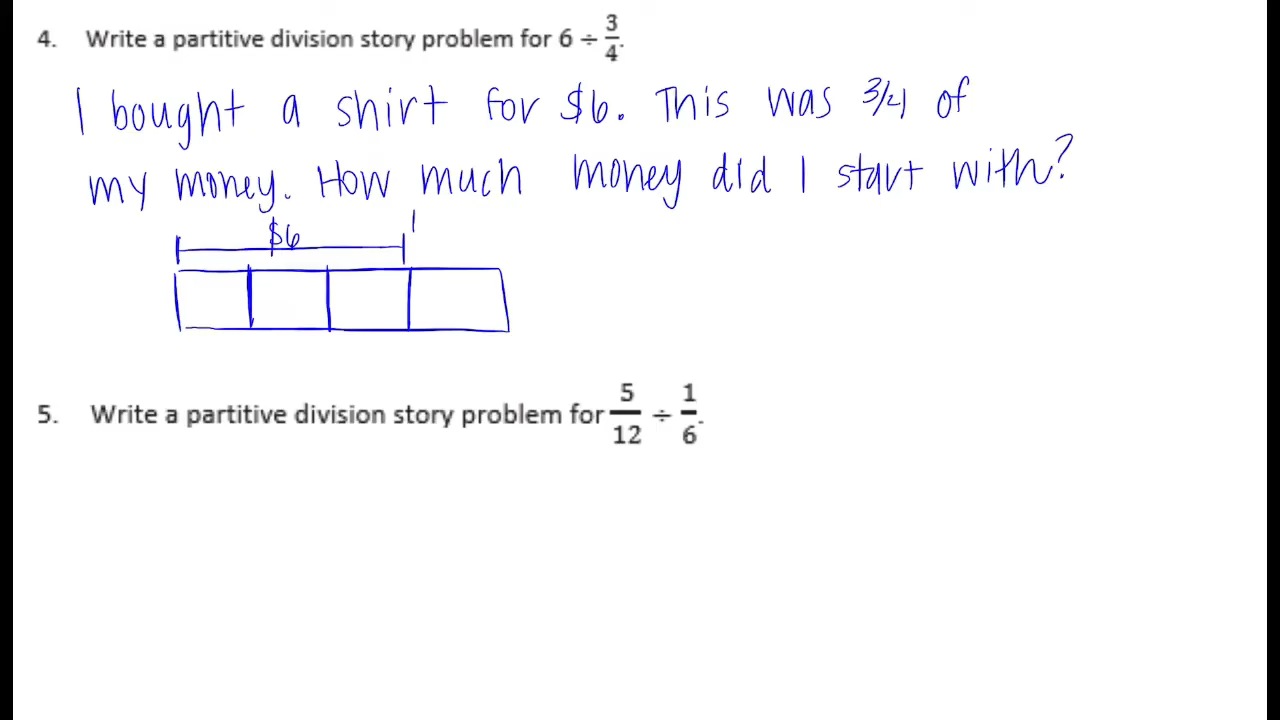 4. Write a partitive division story problem for 6 ÷ 3/4.
I bought a shirt for $6. This was 3/4 of
my money. How much money did I start with?
$6
5. Write a partitive division story problem for 5/12 ÷ 1/6.